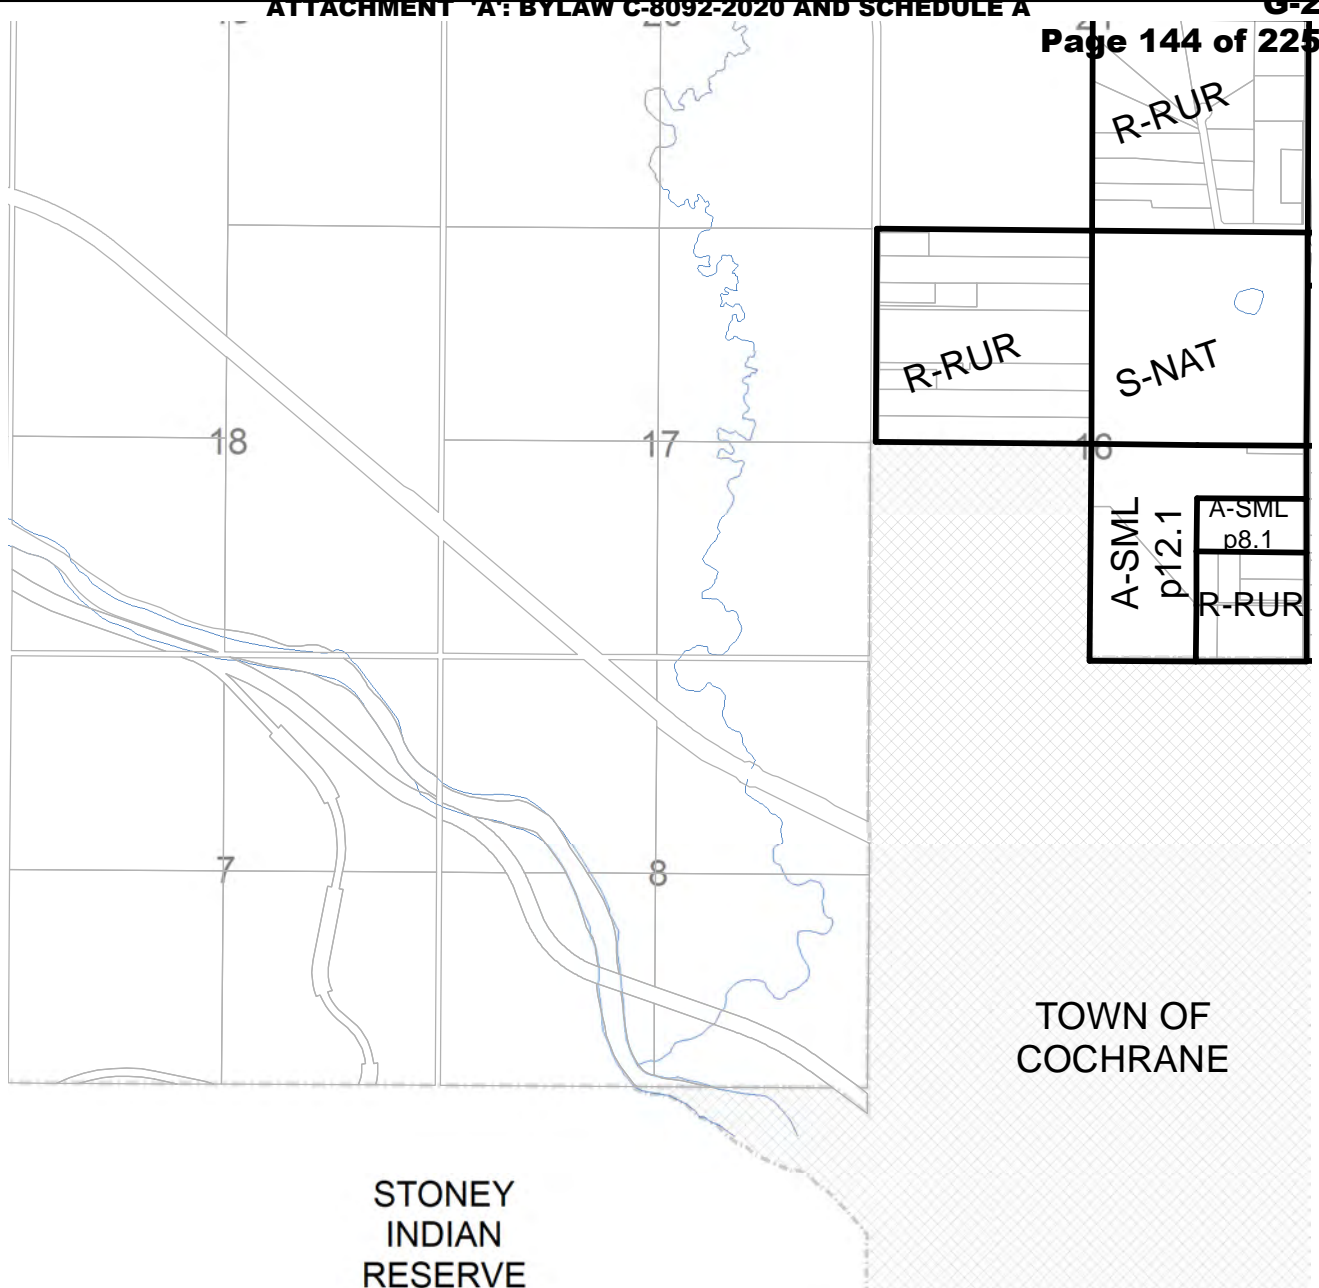 ATTACHMENT 'A': BYLAW C-8092-2020 AND SCHEDULE A
G-2
Page 144 of 225
R-RUR
R-RUR
S-NAT
18
17
16
A-SML
p12.1
A-SML
p8.1
R-RUR
7
8
TOWN OF
COCHRANE
STONEY
INDIAN
RESERVE